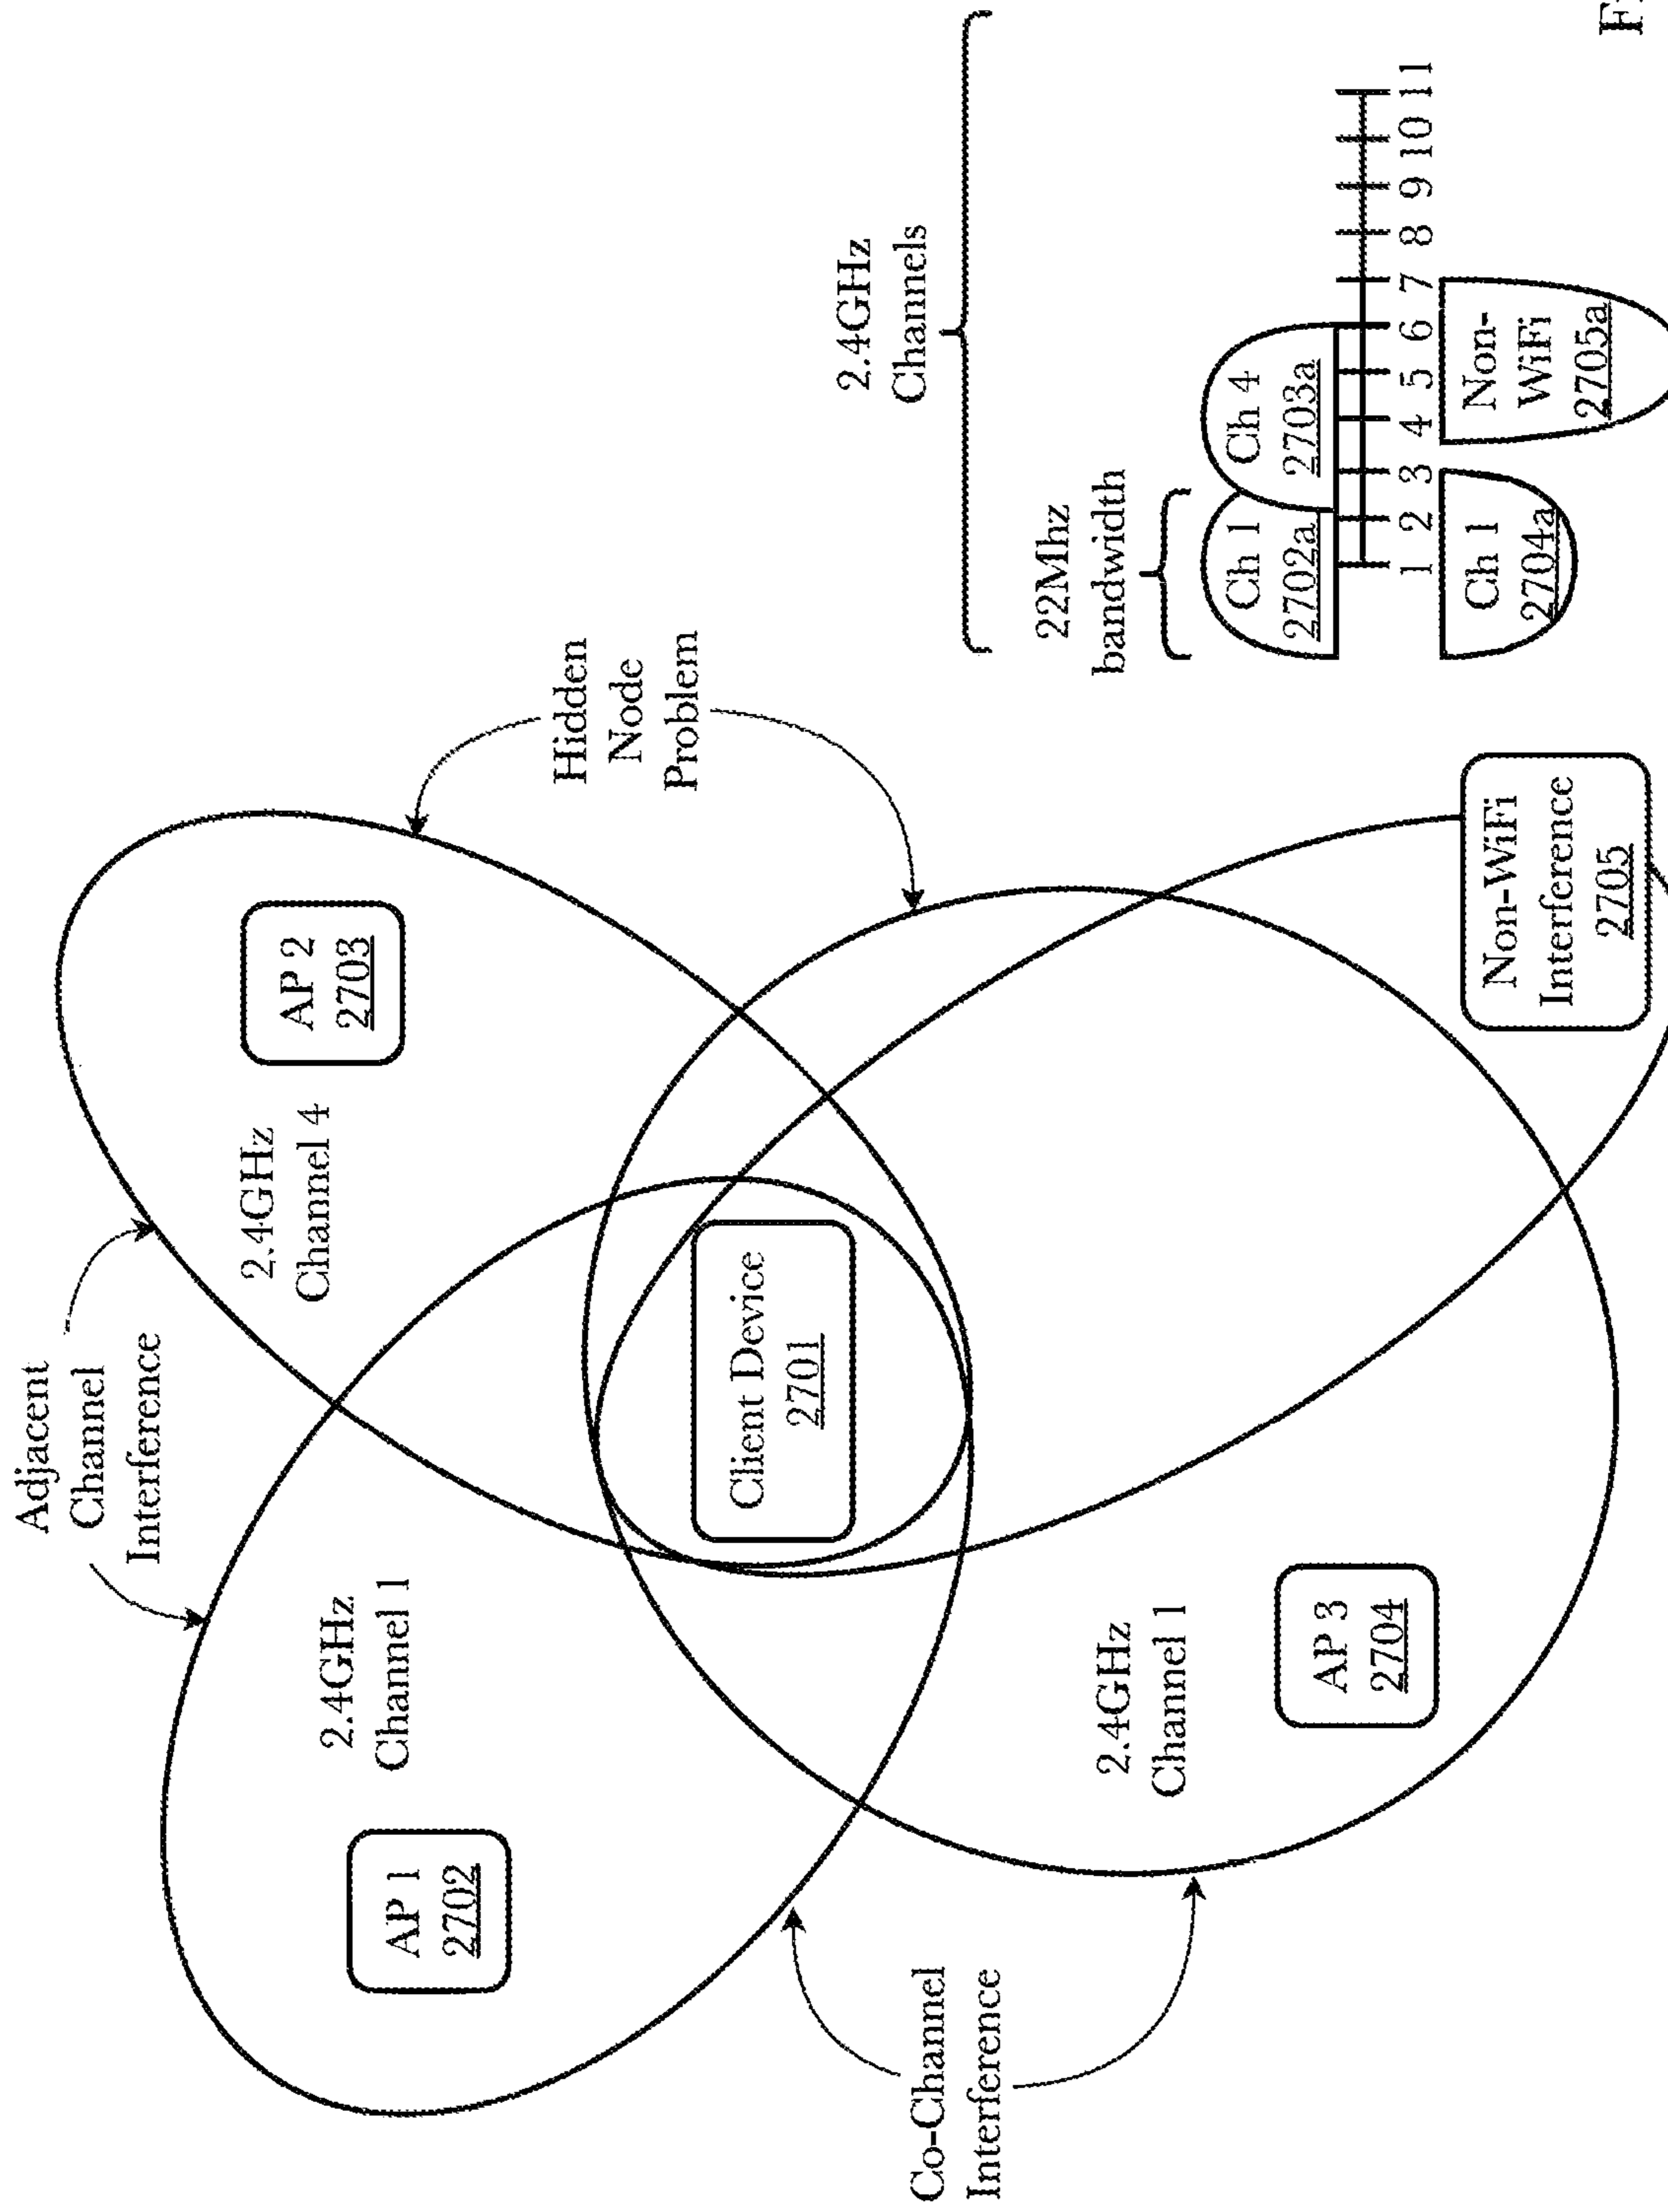 Adjacent
Channel
Interference
2.4GHz
Channel 4
AP 2
2703
2.4GHz
Channel 1
AP 1
2702
Hidden
Node
Problem
Client Device
2701
Co-Channel
Interference
2.4GHz
Channel 1
AP 3
2704
Non-WiFi
Interference
2705
2.4GHz
Channels
22Mhz
bandwidth
Ch 1
2702a
Ch 4
2703a
1 2 3 4 5 6 7 8 9 10 11
Ch 1
2704a
Non-
WiFi
2705a